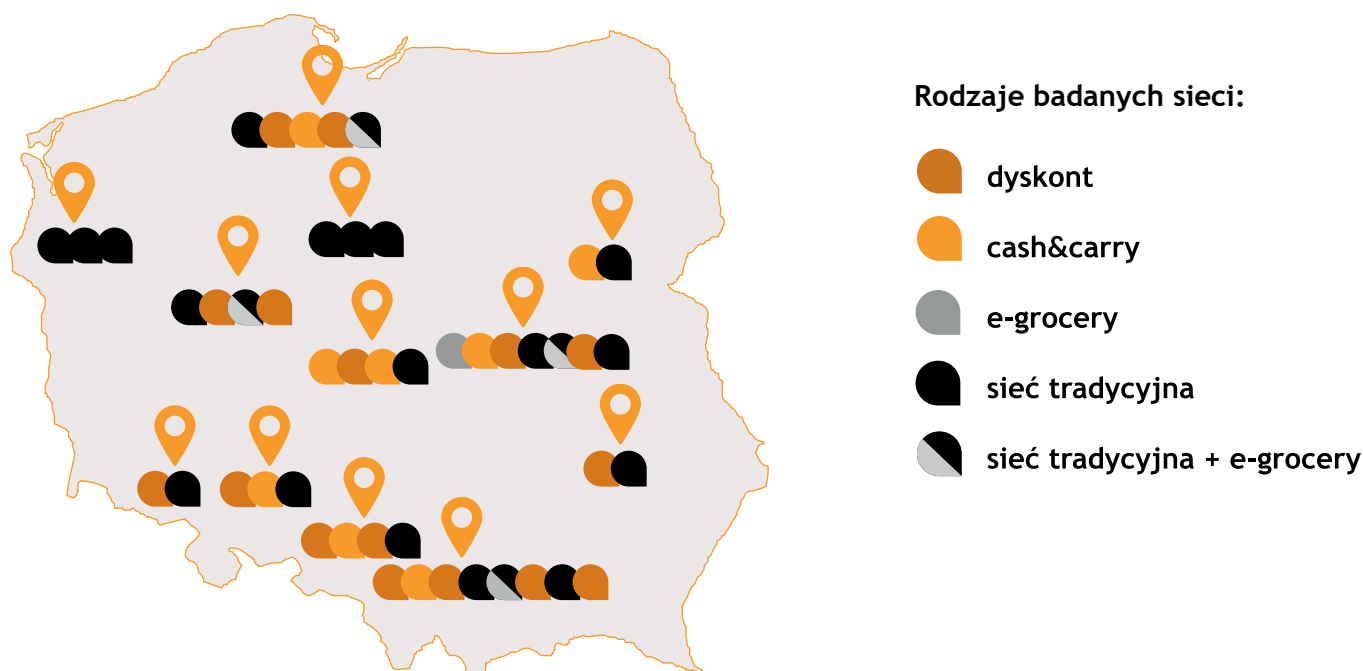 Rodzaje badanych sieci:
dyskont
cash&carry
e-grocery
sieć tradycyjna
sieć tradycyjna + e-grocery